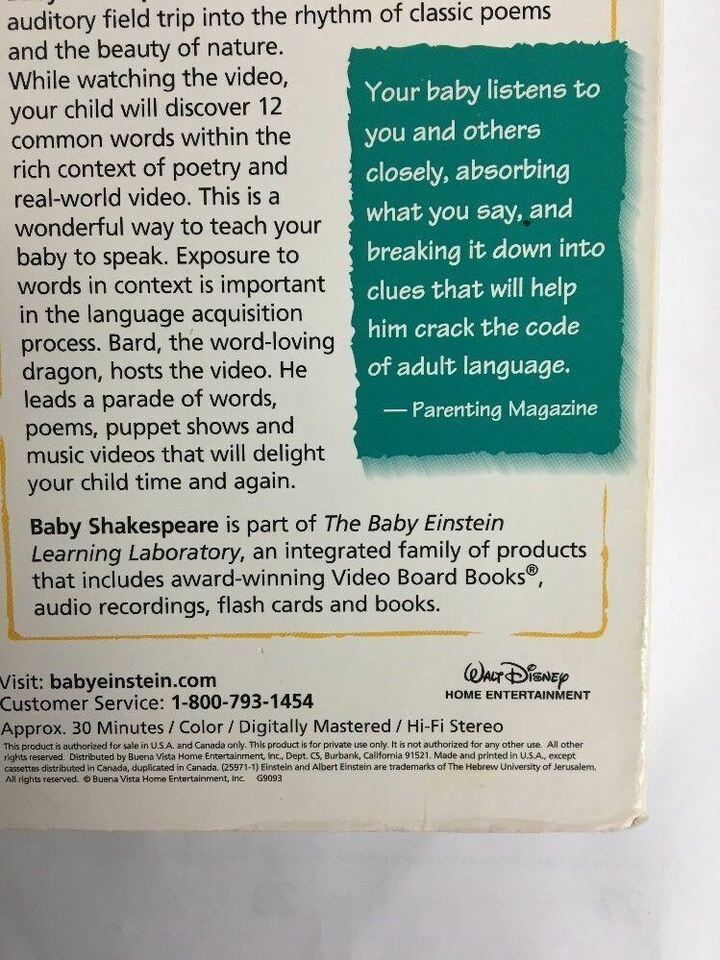 auditory field trip into the rhythm of classic poems
and the beauty of nature.
While watching the video,
your child will discover 12
common words within the
rich context of poetry and
real-world video. This is a
wonderful way to teach your
baby to speak. Exposure to
words in context is important
in the language acquisition
process. Bard, the word-loving
dragon, hosts the video. He
leads a parade of words,
poems, puppet shows and
music videos that will delight
your child time and again.
Your baby listens to
you and others
closely, absorbing
what you say, and
breaking it down into
clues that will help
him crack the code
of adult language.
— Parenting Magazine
Baby Shakespeare is part of The Baby Einstein
Learning Laboratory, an integrated family of products
that includes award-winning Video Board Books®,
audio recordings, flash cards and books.
Visit: babyeinstein.com
Customer Service: 1-800-793-1454
WALT DISNEY
HOME ENTERTAINMENT
Approx. 30 Minutes / Color / Digitally Mastered / Hi-Fi Stereo
This product is authorized for sale in U.S.A. and Canada only. This product is for private use only. It is not authorized for any other use. All other
rights reserved. Distributed by Buena Vista Home Entertainment, Inc., Dept. CS, Burbank, California 91521. Made and printed in U.S.A., except
cassettes distributed in Canada, duplicated in Canada. (25971-1) Einstein and Albert Einstein are trademarks of The Hebrew University of Jerusalem.
All rights reserved. © Buena Vista Home Entertainment, Inc. G9093